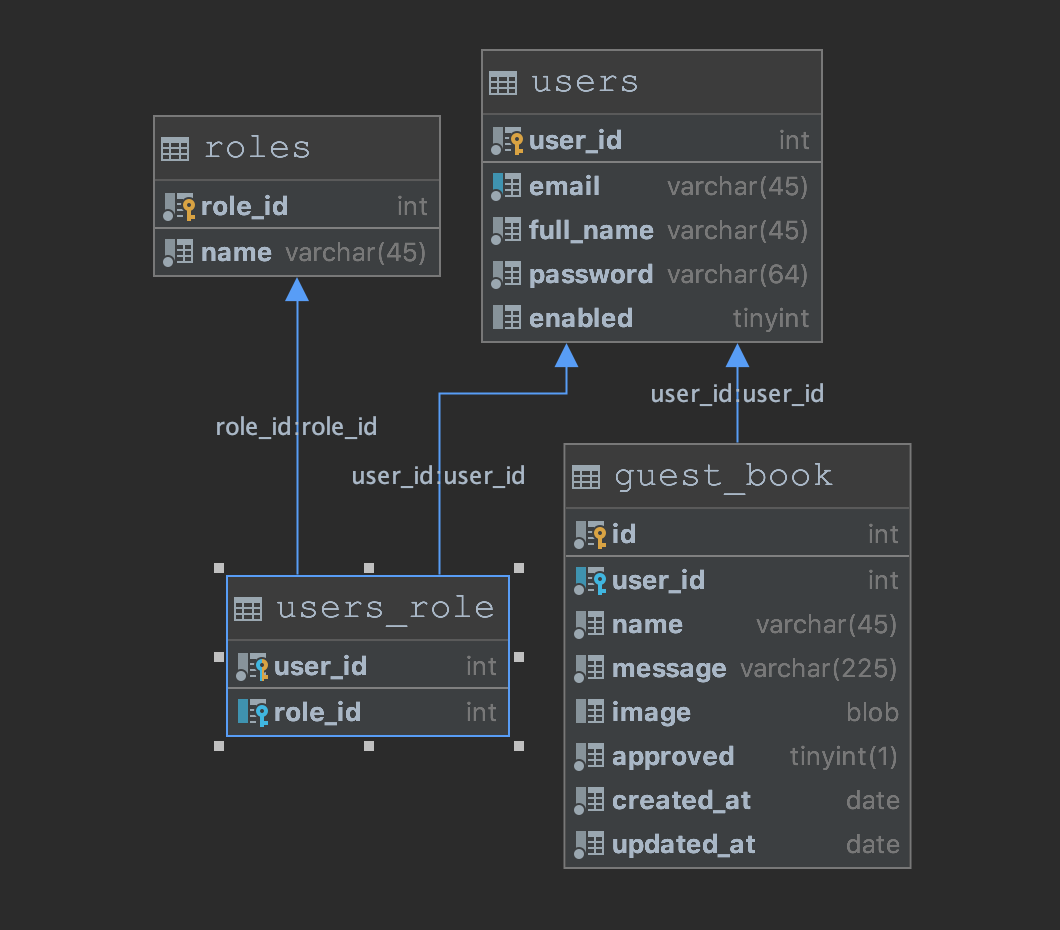 users
user_id int
email varchar(45)
full_name varchar(45)
password varchar(64)
enabled tinyint
roles
role_id int
name varchar(45)
user_id:user_id
role_id:role_id
user_id:user_id
guest_book
id int
user_id int
name varchar(45)
message varchar(225)
image blob
approved tinyint(1)
created_at date
updated_at date
users_role
user_id int
role_id int